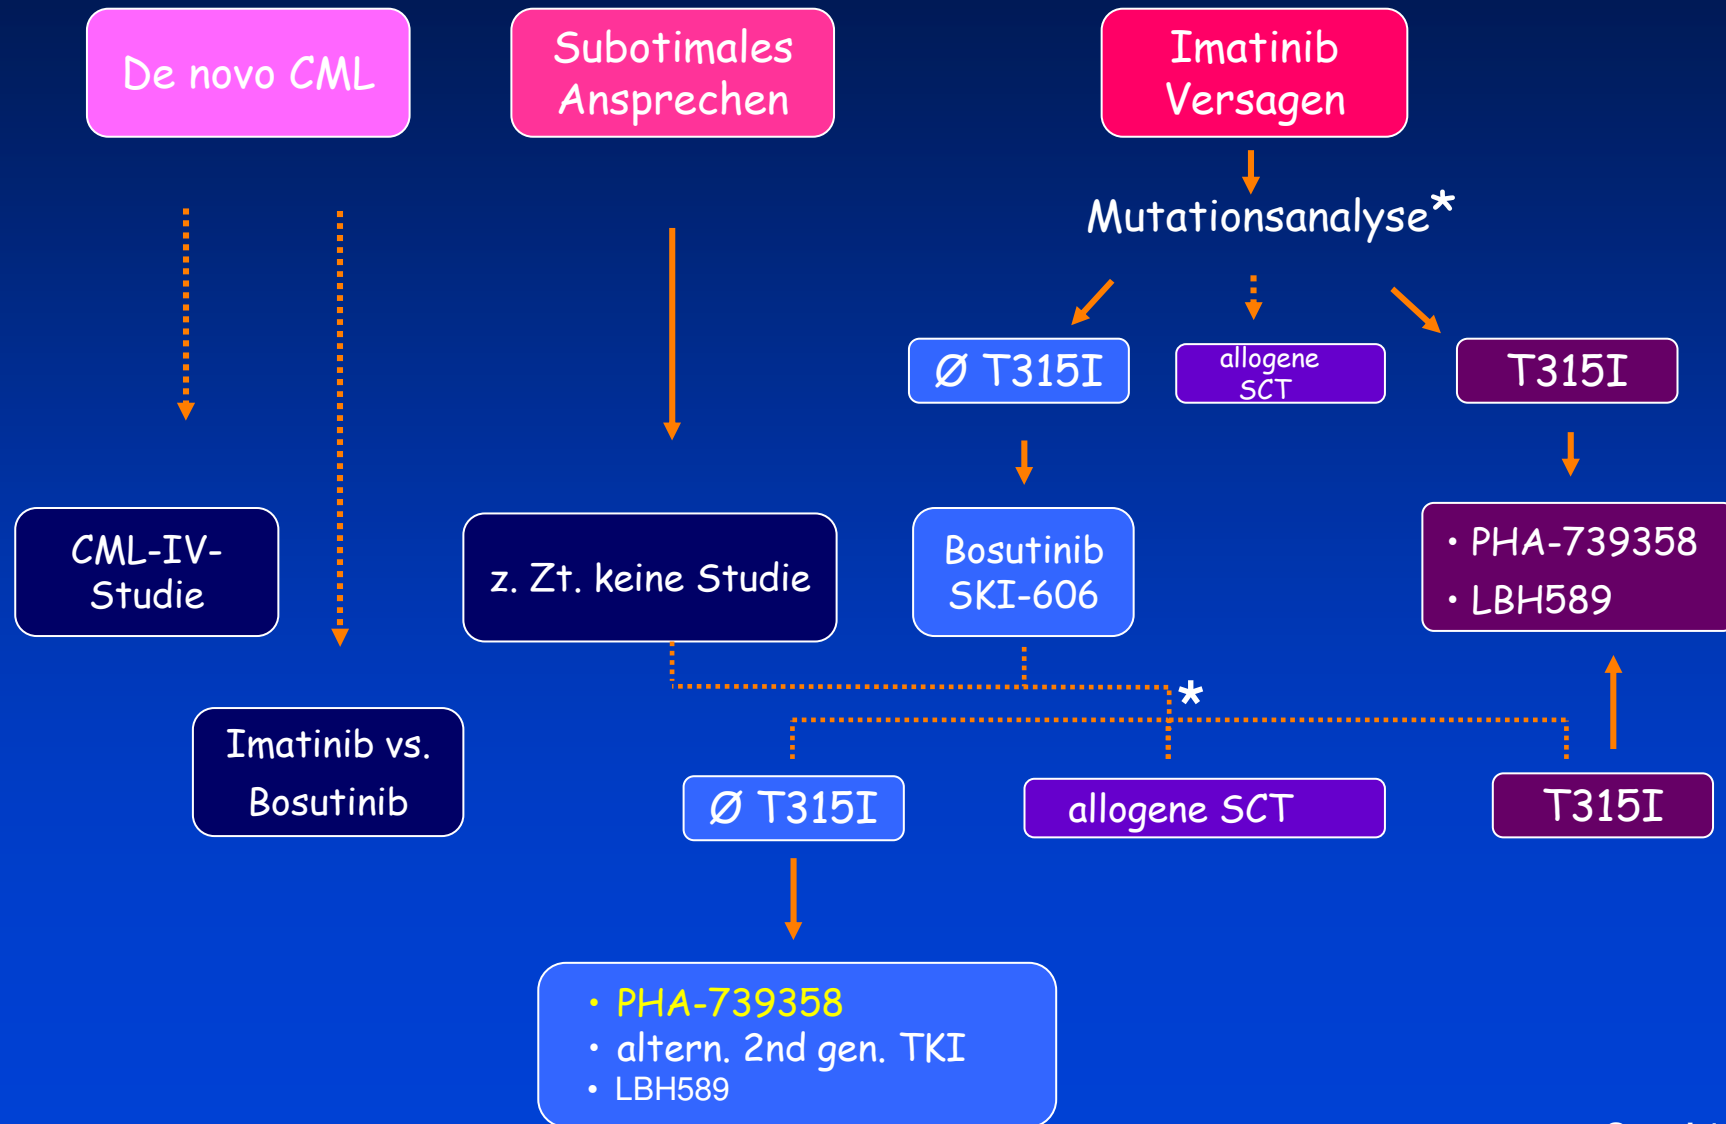 De novo CML
Subotimales
Ansprechen
Imatinib
Versagen
Mutationsanalyse*
Ø T315I
allogene
SCT
T315I
CML-IV-
Studie
z. Zt. keine Studie
Bosutinib
SKI-606
• PHA-739358
• LBH589
*
Imatinib vs.
Bosutinib
Ø T315I
allogene SCT
T315I
• PHA-739358
• altern. 2nd gen. TKI
• LBH589